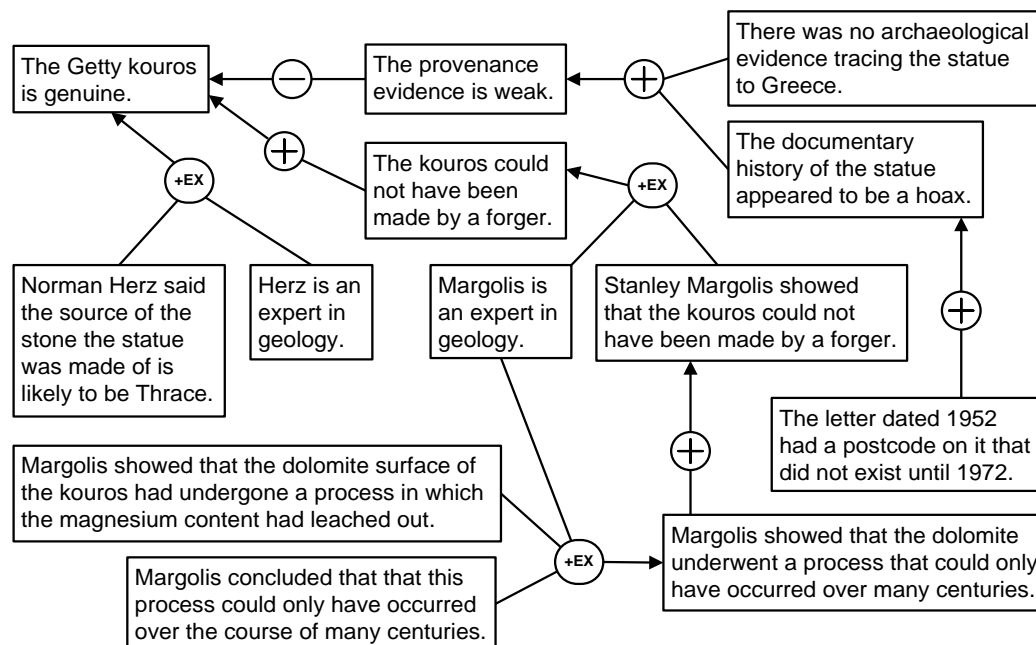 The Getty kouros
is genuine.
−
The provenance
evidence is weak.
+
There was no archaeological
evidence tracing the statue
to Greece.
The documentary
history of the statue
appeared to be a hoax.
+
The kouros could
not have been
made by a forger.
+EX
+EX
Norman Herz said
the source of the
stone the statue
was made of is
likely to be Thrace.
Herz is an
expert in
geology.
Margolis is
an expert in
geology.
Stanley Margolis showed
that the kouros could not
have been made by a forger.
+
The letter dated 1952
had a postcode on it that
did not exist until 1972.
+
Margolis showed that the dolomite surface of
the kouros had undergone a process in which
the magnesium content had leached out.
Margolis concluded that that this
process could only have occurred
over the course of many centuries.
+EX
Margolis showed that the dolomite
underwent a process that could only
have occurred over many centuries.